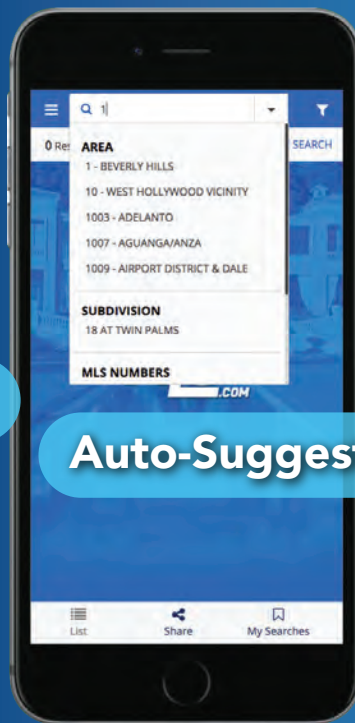 1
0 Res
SEARCH
AREA
1 - BEVERLY HILLS
10 - WEST HOLLYWOOD VICINITY
1003 - ADELANTO
1007 - AGUANGA/ANZA
1009 - AIRPORT DISTRICT & DALE
SUBDIVISION
18 AT TWIN PALMS
MLS NUMBERS
.COM
Auto-Suggest
List
Share
My Searches